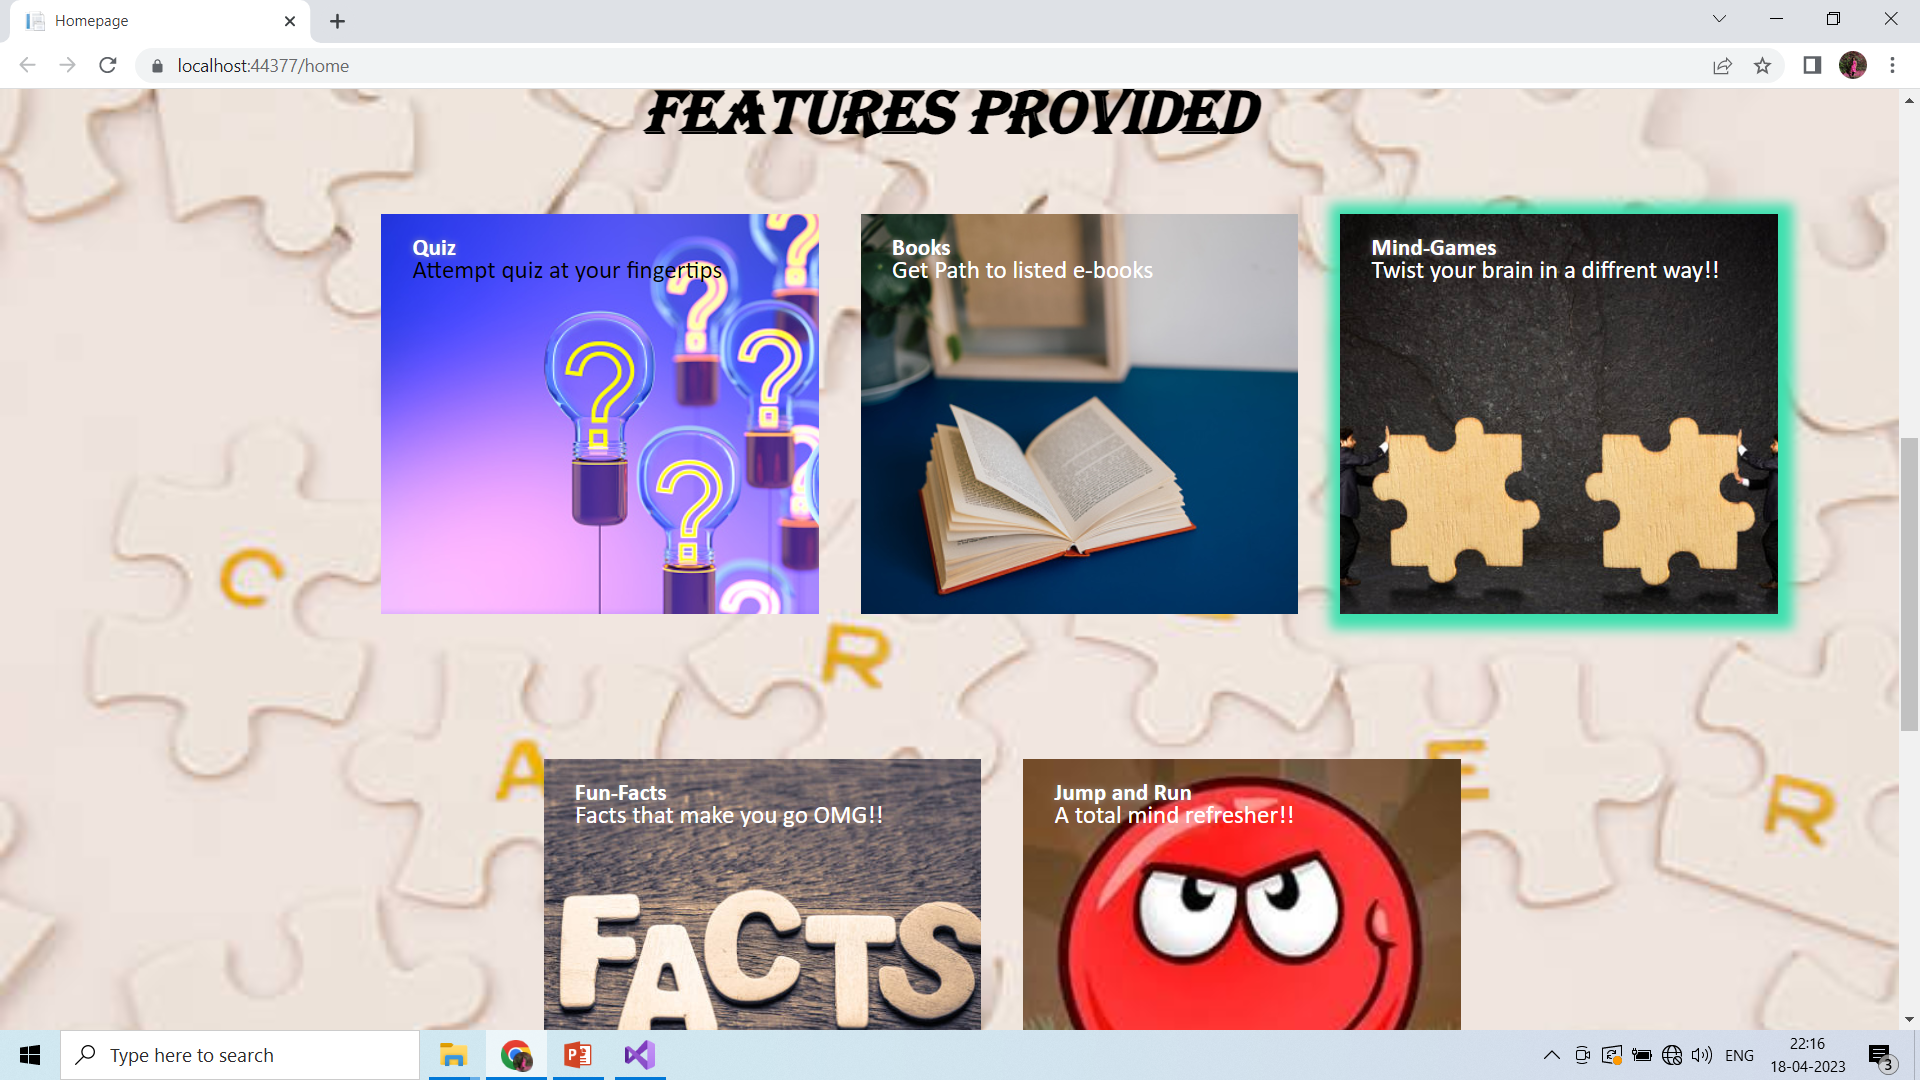 Homepage
localhost:44377/home
FEATURES PROVIDED
Quiz
Attempt quiz at your fingertips
Books
Get Path to listed e-books
Mind-Games
Twist your brain in a diffrent way!!
C
R
A
E
R
Fun-Facts
Facts that make you go OMG!!
Jump and Run
A total mind refresher!!
FACTS
Type here to search
ENG
22:16
18-04-2023
3